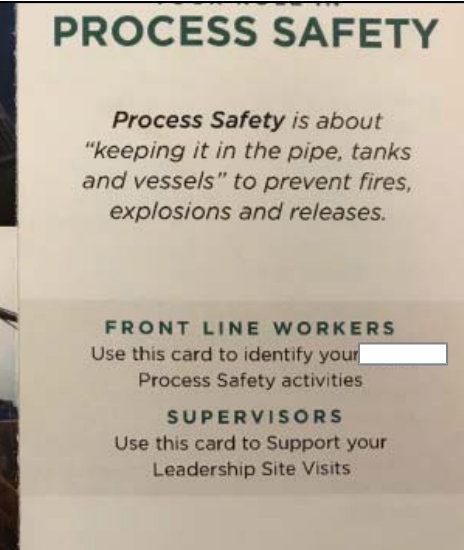 PROCESS SAFETY
Process Safety is about
“keeping it in the pipe, tanks
and vessels” to prevent fires,
explosions and releases.
FRONT LINE WORKERS
Use this card to identify your
Process Safety activities
SUPERVISORS
Use this card to Support your
Leadership Site Visits